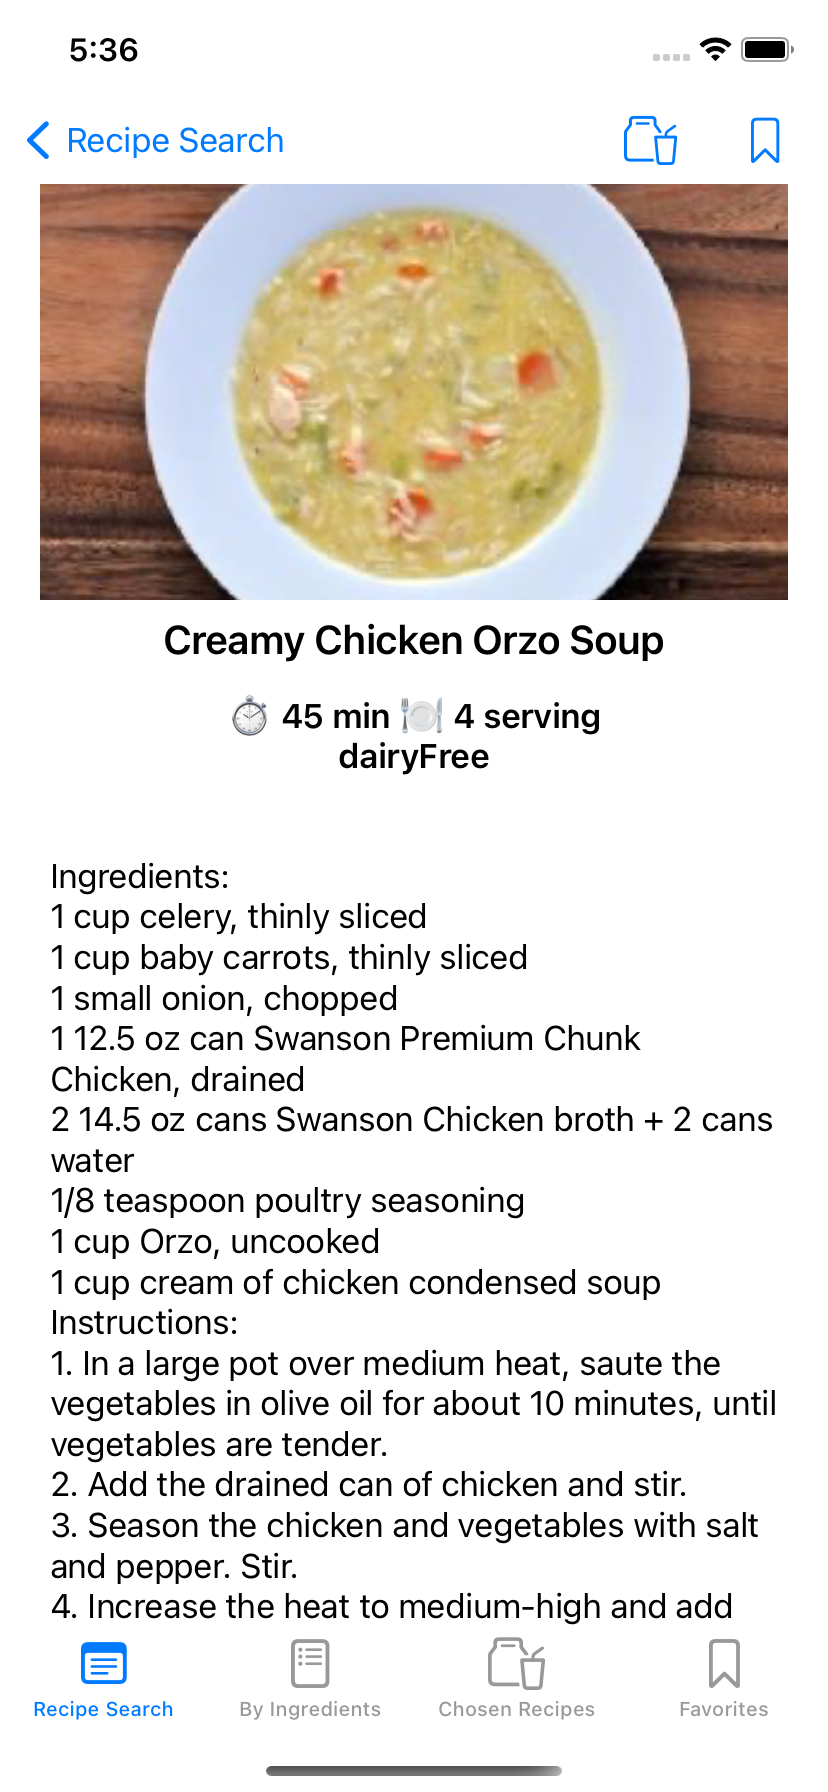 5:36
Recipe Search
Creamy Chicken Orzo Soup
⏱ 45 min 🍽 4 serving
dairyFree
Ingredients:
1 cup celery, thinly sliced
1 cup baby carrots, thinly sliced
1 small onion, chopped
1 12.5 oz can Swanson Premium Chunk
Chicken, drained
2 14.5 oz cans Swanson Chicken broth + 2 cans
water
1/8 teaspoon poultry seasoning
1 cup Orzo, uncooked
1 cup cream of chicken condensed soup
Instructions:
1. In a large pot over medium heat, saute the
vegetables in olive oil for about 10 minutes, until
vegetables are tender.
2. Add the drained can of chicken and stir.
3. Season the chicken and vegetables with salt
and pepper. Stir.
4. Increase the heat to medium-high and add
Recipe Search
By Ingredients
Chosen Recipes
Favorites